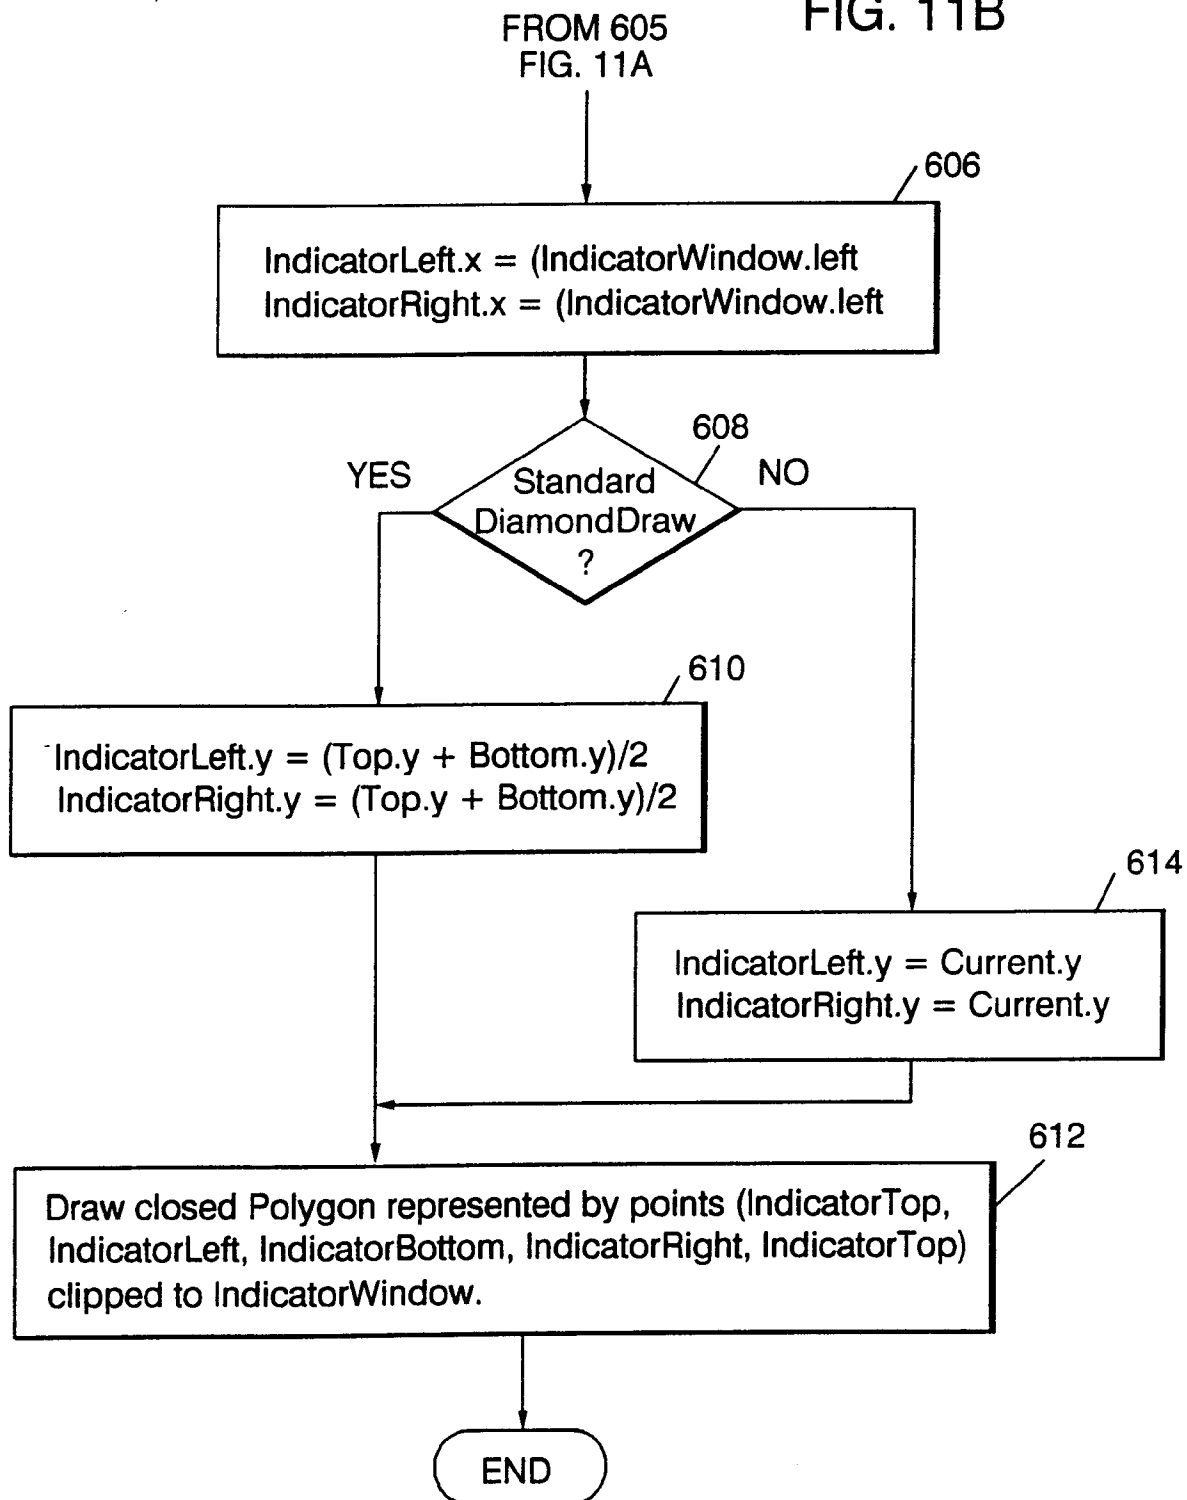 FIG. 11B
FROM 605
FIG. 11A
606
IndicatorLeft.x = (IndicatorWindow.left
IndicatorRight.x = (IndicatorWindow.left
608
YES
NO
Standard
DiamondDraw
?
610
IndicatorLeft.y = (Top.y + Bottom.y)/2
IndicatorRight.y = (Top.y + Bottom.y)/2
614
IndicatorLeft.y = Current.y
IndicatorRight.y = Current.y
612
Draw closed Polygon represented by points (IndicatorTop,
IndicatorLeft, IndicatorBottom, IndicatorRight, IndicatorTop)
clipped to IndicatorWindow.
END